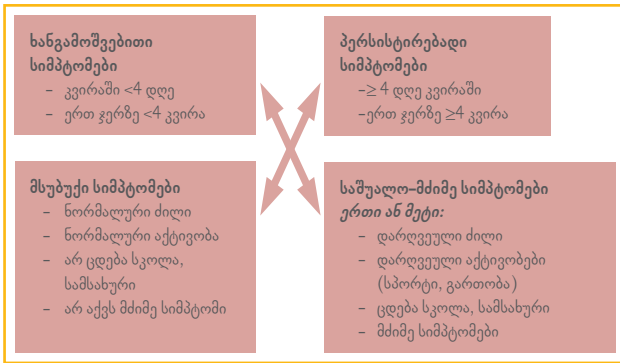 ხანგამოშვებითი
სიმპტომები
– კვირაში <4 დღე
– ერთ ჯერზე <4 კვირა
პერსისტირებადი
სიმპტომები
–≥ 4 დღე კვირაში
–ერთ ჯერზე ≥4 კვირა
მსუბუქი სიმპტომები
– ნორმალური ძილი
– ნორმალური აქტივობა
– არ ცდება სკოლა,
სამსახური
– არ აქვს მძიმე სიმპტომი
საშუალო–მძიმე სიმპტომები
ერთი ან მეტი:
– დარღვეული ძილი
– დარღვეული აქტივობები
(სპორტი, გართობა)
– ცდება სკოლა, სამსახური
– მძიმე სიმპტომები